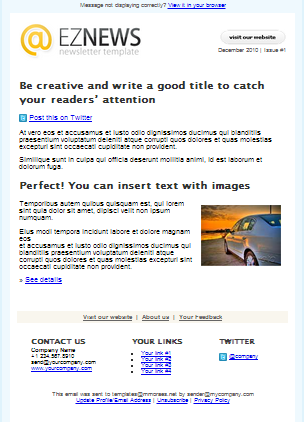 Message not displaying correctly? View it in your browser
@ EZNEWS
newsletter template
visit our website
December 2010 | Issue #1
Be creative and write a good title to catch
your readers' attention
Post this on Twitter
At vero eos et accusamus et iusto odio dignissimos ducimus qui blanditiis
praesentium voluptatum deleniti atque corrupti quos dolores et quas molestias
excepturi sint occaecati cupiditate non provident.
Similique sunt in culpa qui officia deserunt mollitia animi, id est laborum et
dolorum fuga.
Perfect! You can insert text with images
Temporibus autem quibus quisquam est, qui lorem
sint quia dolor sit amet, dipisci velit non ipsum
numquam.
Eius modi tempora incidunt labore et dolore magnam
eos
et accusamus et iusto odio dignissimos ducimus qui
blanditiis praesentium voluptatum deleniti atque
corrupti quos dolores et quas molestias excepturi sint
occaecati cupiditate non provident.
» See details
Visit our website | About us | Your Feedback
CONTACT US
Company Name
+1 234.567.8910
send@yourcompany.com
www.yourcompany.com
YOUR LINKS
Your link #1
Your link #2
Your link #3
Your link #4
TWITTER
@company
This email was sent to templates@mmcrass.net by sender@mycompany.com
Update Profile/Email Address | Unsubscribe | Privacy Policy